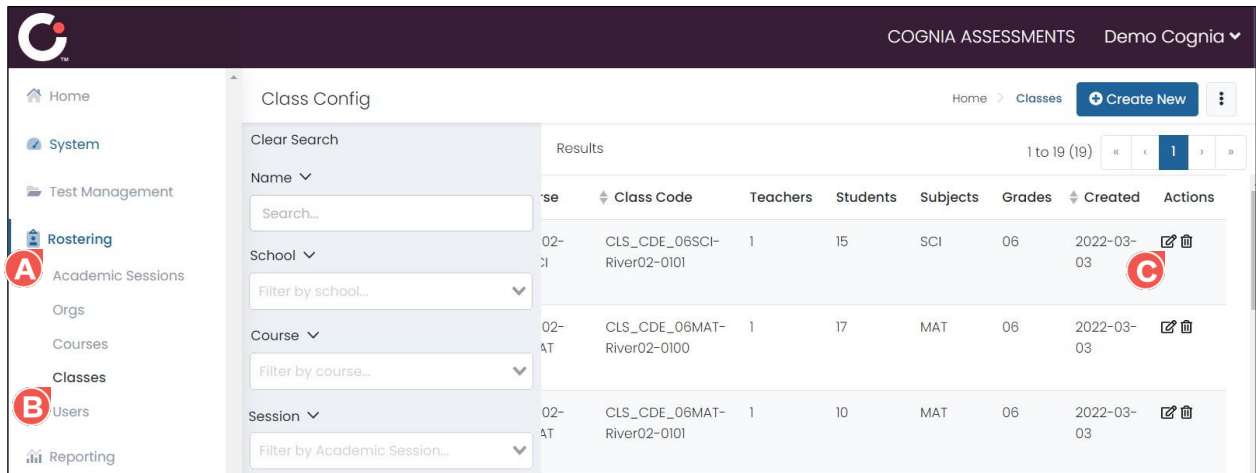 TM
COGNIA ASSESSMENTS Demo Cognia
Home
System
Test Management
Rostering
A
Academic Sessions
Orgs
Courses
Classes
B
Users
Reporting
Class Config
Home > Classes
Create New
Clear Search
Name
Search...
School
Filter by school...
Course
Filter by course...
Session
Filter by Academic Session...
Results
1 to 19 (19) « ‹ 1 › »
rse Class Code Teachers Students Subjects Grades Created Actions
02- CLS_CDE_06SCI- 1 15 SCI 06 2022-03-
CI River02-0101 03
C
02- CLS_CDE_06MAT- 1 17 MAT 06 2022-03-
AT River02-0100 03
02- CLS_CDE_06MAT- 1 10 MAT 06 2022-03-
AT River02-0101 03